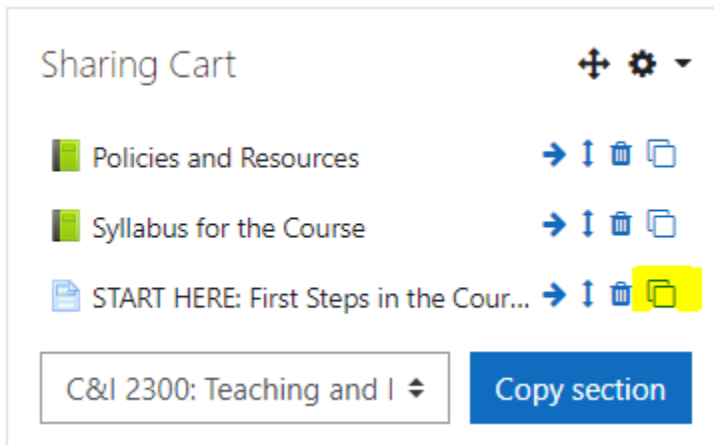 Sharing Cart
Policies and Resources
Syllabus for the Course
START HERE: First Steps in the Cour...
C&I 2300: Teaching and l
Copy section